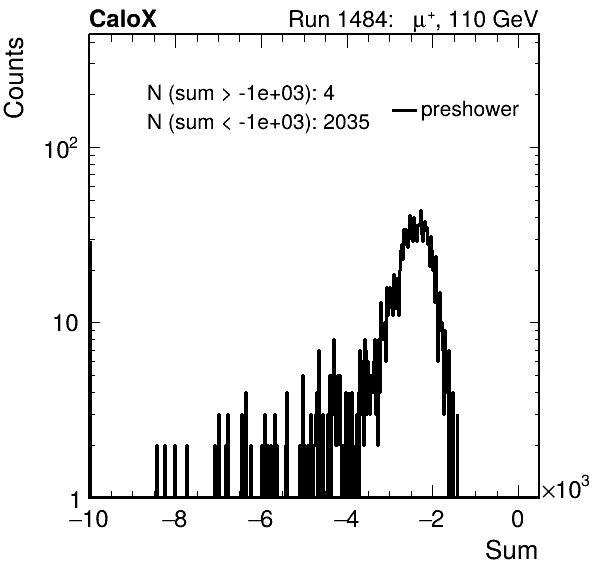 CaloX Run 1484: μ⁺, 110 GeV
Counts
N (sum > -1e+03): 4
N (sum < -1e+03): 2035
preshower
10²
10
1
−10 −8 −6 −4 −2 0 ×10³
Sum